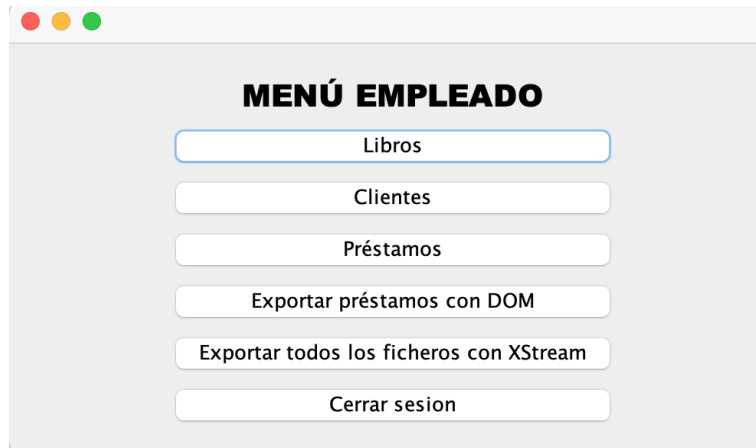 MENÚ EMPLEADO
Libros
Clientes
Préstamos
Exportar préstamos con DOM
Exportar todos los ficheros con XStream
Cerrar sesion